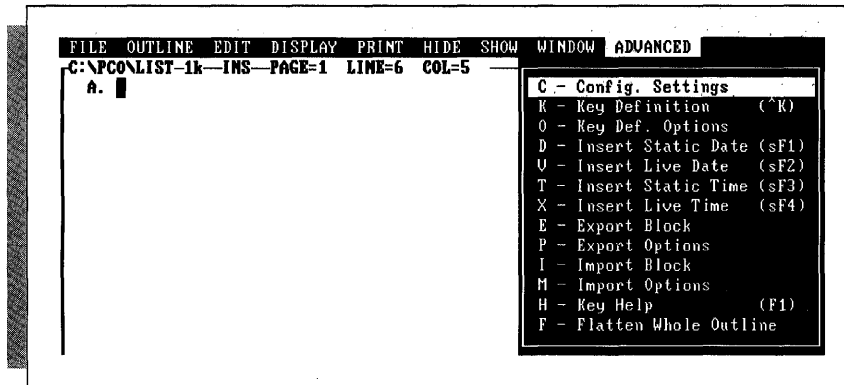 FILE OUTLINE EDIT DISPLAY PRINT HIDE SHOW WINDOW ADVANCED
C:\PCO\LIST-1k—INS—PAGE=1 LINE=6 COL=5
A.
C - Config. Settings
K - Key Definition (^K)
O - Key Def. Options
D - Insert Static Date (sF1)
V - Insert Live Date (sF2)
T - Insert Static Time (sF3)
X - Insert Live Time (sF4)
E - Export Block
P - Export Options
I - Import Block
M - Import Options
H - Key Help (F1)
F - Flatten Whole Outline